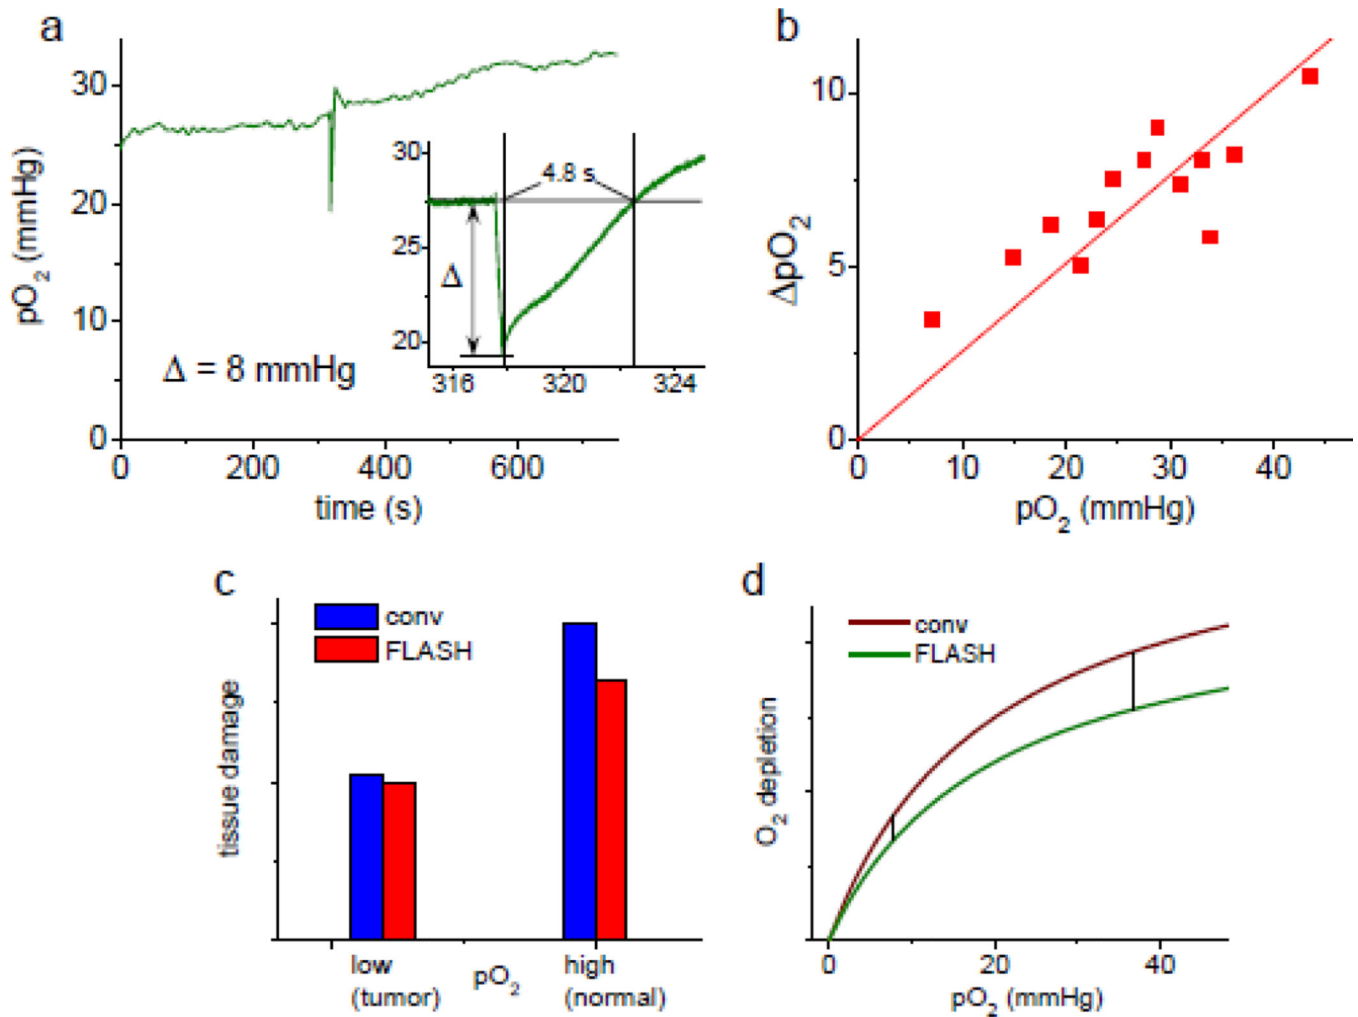 a
pO2 (mmHg)
30
20
10
0
0 200 400 600
time (s)
Δ = 8 mmHg
30
25
20
4.8 s
Δ
316 320 324
b
ΔpO2
10
5
0
0 10 20 30 40
pO2 (mmHg)
c
conv
FLASH
tissue damage
low
(tumor)
pO2
high
(normal)
d
conv
FLASH
O2 depletion
0 20 40
pO2 (mmHg)